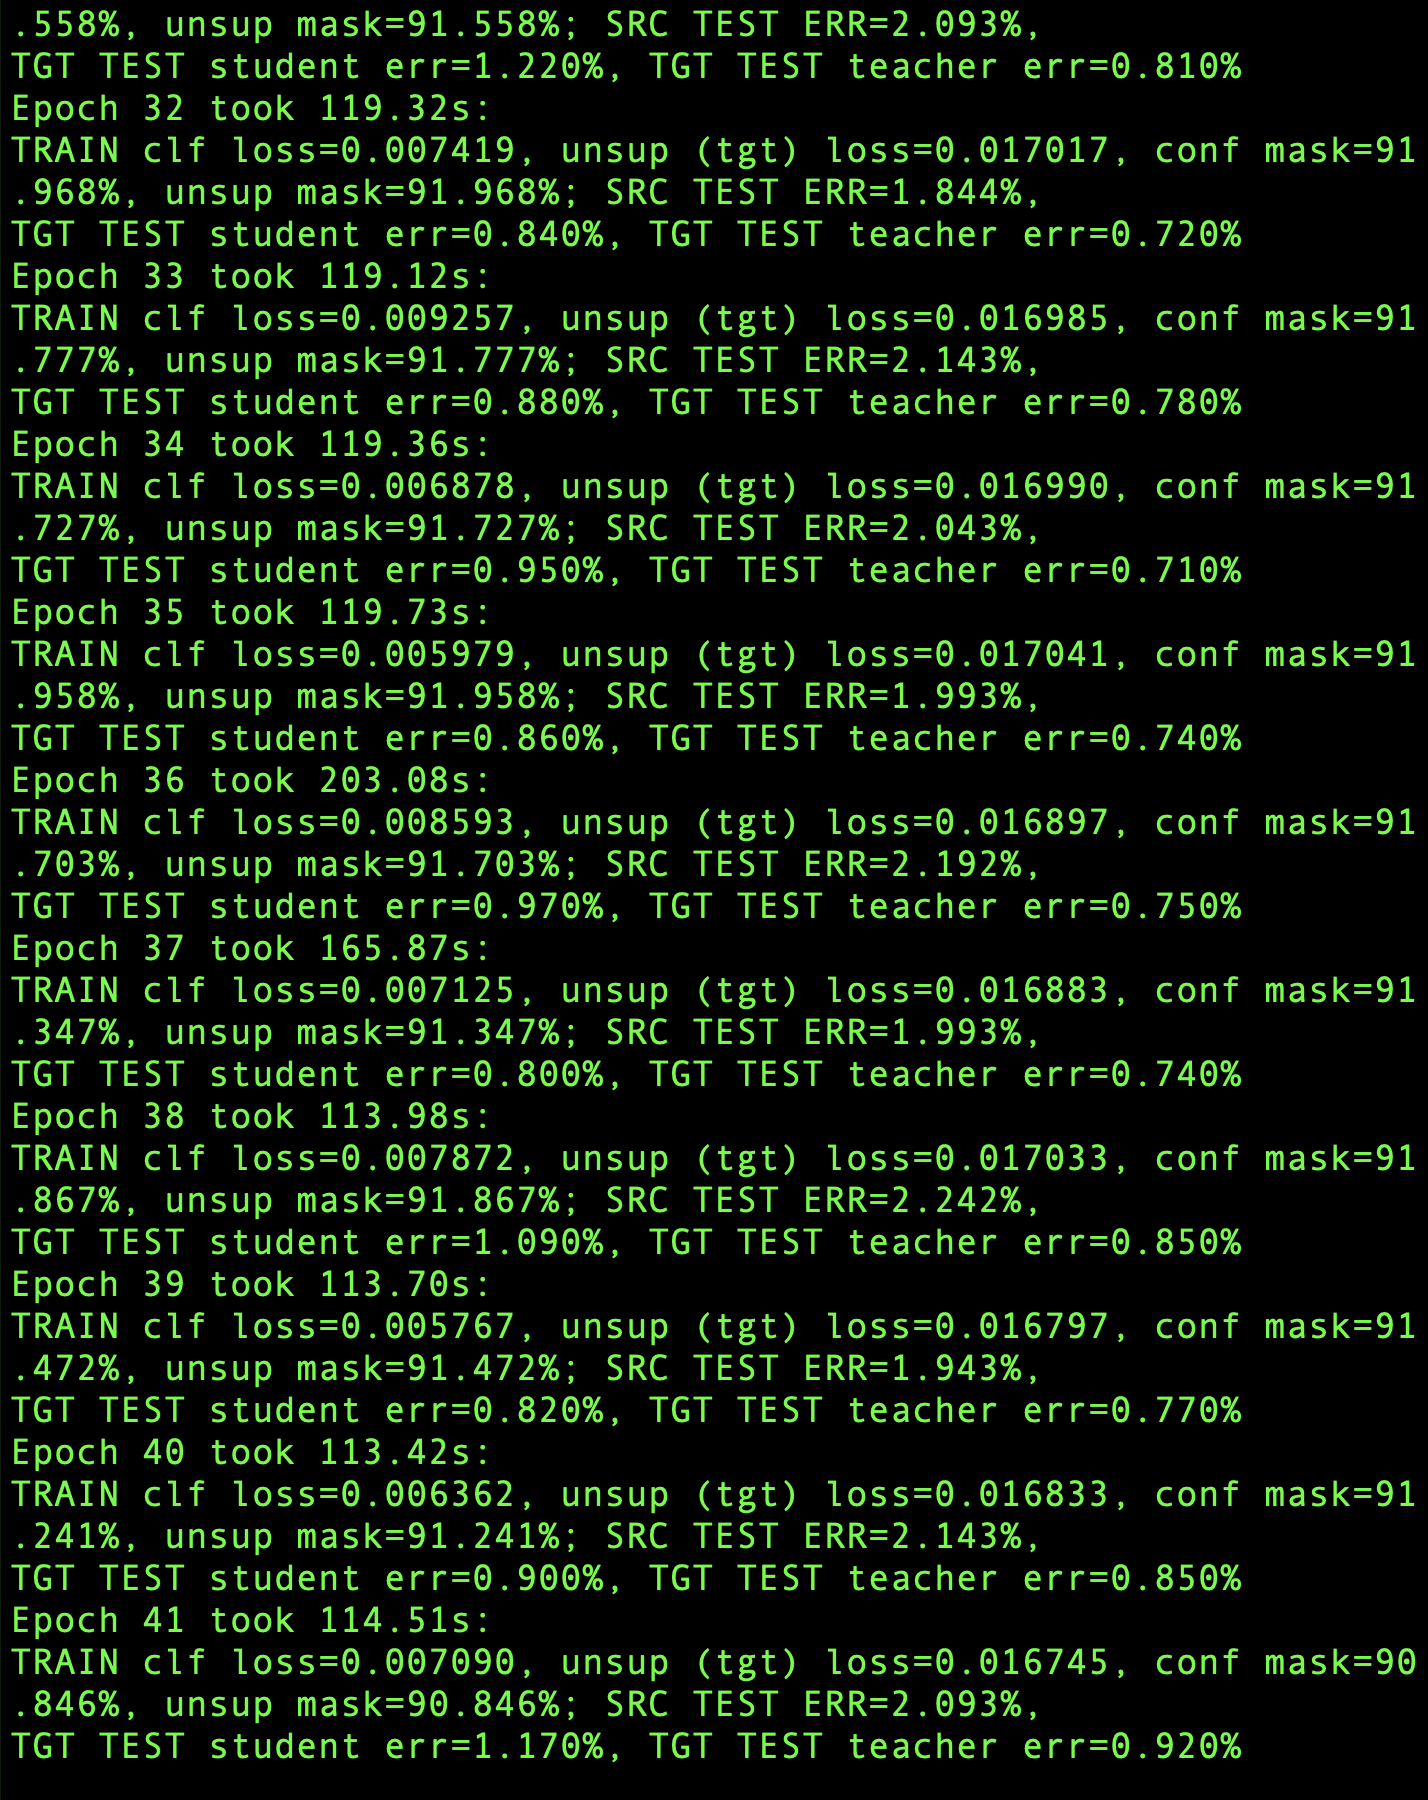 .558%, unsup mask=91.558%; SRC TEST ERR=2.093%,
TGT TEST student err=1.220%, TGT TEST teacher err=0.810%
Epoch 32 took 119.32s:
TRAIN clf loss=0.007419, unsup (tgt) loss=0.017017, conf mask=91
.968%, unsup mask=91.968%; SRC TEST ERR=1.844%,
TGT TEST student err=0.840%, TGT TEST teacher err=0.720%
Epoch 33 took 119.12s:
TRAIN clf loss=0.009257, unsup (tgt) loss=0.016985, conf mask=91
.777%, unsup mask=91.777%; SRC TEST ERR=2.143%,
TGT TEST student err=0.880%, TGT TEST teacher err=0.780%
Epoch 34 took 119.36s:
TRAIN clf loss=0.006878, unsup (tgt) loss=0.016990, conf mask=91
.727%, unsup mask=91.727%; SRC TEST ERR=2.043%,
TGT TEST student err=0.950%, TGT TEST teacher err=0.710%
Epoch 35 took 119.73s:
TRAIN clf loss=0.005979, unsup (tgt) loss=0.017041, conf mask=91
.958%, unsup mask=91.958%; SRC TEST ERR=1.993%,
TGT TEST student err=0.860%, TGT TEST teacher err=0.740%
Epoch 36 took 203.08s:
TRAIN clf loss=0.008593, unsup (tgt) loss=0.016897, conf mask=91
.703%, unsup mask=91.703%; SRC TEST ERR=2.192%,
TGT TEST student err=0.970%, TGT TEST teacher err=0.750%
Epoch 37 took 165.87s:
TRAIN clf loss=0.007125, unsup (tgt) loss=0.016883, conf mask=91
.347%, unsup mask=91.347%; SRC TEST ERR=1.993%,
TGT TEST student err=0.800%, TGT TEST teacher err=0.740%
Epoch 38 took 113.98s:
TRAIN clf loss=0.007872, unsup (tgt) loss=0.017033, conf mask=91
.867%, unsup mask=91.867%; SRC TEST ERR=2.242%,
TGT TEST student err=1.090%, TGT TEST teacher err=0.850%
Epoch 39 took 113.70s:
TRAIN clf loss=0.005767, unsup (tgt) loss=0.016797, conf mask=91
.472%, unsup mask=91.472%; SRC TEST ERR=1.943%,
TGT TEST student err=0.820%, TGT TEST teacher err=0.770%
Epoch 40 took 113.42s:
TRAIN clf loss=0.006362, unsup (tgt) loss=0.016833, conf mask=91
.241%, unsup mask=91.241%; SRC TEST ERR=2.143%,
TGT TEST student err=0.900%, TGT TEST teacher err=0.850%
Epoch 41 took 114.51s:
TRAIN clf loss=0.007090, unsup (tgt) loss=0.016745, conf mask=90
.846%, unsup mask=90.846%; SRC TEST ERR=2.093%,
TGT TEST student err=1.170%, TGT TEST teacher err=0.920%